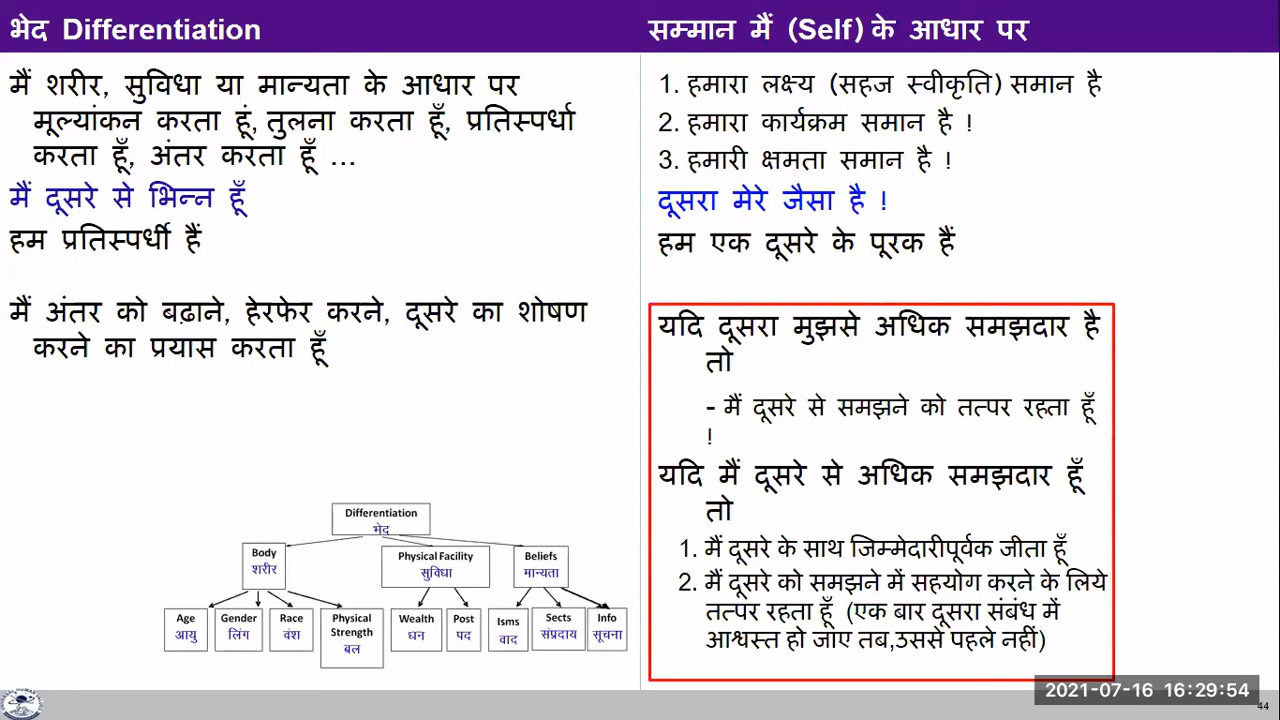 भेद Differentiation
मैं शरीर, सुविधा या मान्यता के आधार पर
मूल्यांकन करता हूं, तुलना करता हूँ, प्रतिस्पर्धा
करता हूँ, अंतर करता हूँ ...
मैं दूसरे से भिन्न हूँ
हम प्रतिस्पर्धी हैं
मैं अंतर को बढ़ाने, हेरफेर करने, दूसरे का शोषण
करने का प्रयास करता हूँ
Differentiation
भेद
Body
शरीर
Physical Facility
सुविधा
Beliefs
मान्यता
Age
आयु
Gender
लिंग
Race
वंश
Physical
Strength
बल
Wealth
धन
Post
पद
Isms
वाद
Sects
संप्रदाय
Info
सूचना
सम्मान मैं (Self) के आधार पर
1. हमारा लक्ष्य (सहज स्वीकृति) समान है
2. हमारा कार्यक्रम समान है !
3. हमारी क्षमता समान है !
दूसरा मेरे जैसा है !
हम एक दूसरे के पूरक हैं
यदि दूसरा मुझसे अधिक समझदार है
तो
- मैं दूसरे से समझने को तत्पर रहता हूँ
!
यदि मैं दूसरे से अधिक समझदार हूँ
तो
1. मैं दूसरे के साथ जिम्मेदारीपूर्वक जीता हूँ
2. मैं दूसरे को समझने में सहयोग करने के लिये
तत्पर रहता हूँ (एक बार दूसरा संबंध में
आश्वस्त हो जाए तब,उससे पहले नहीं)
2021-07-16 16:29:54
44